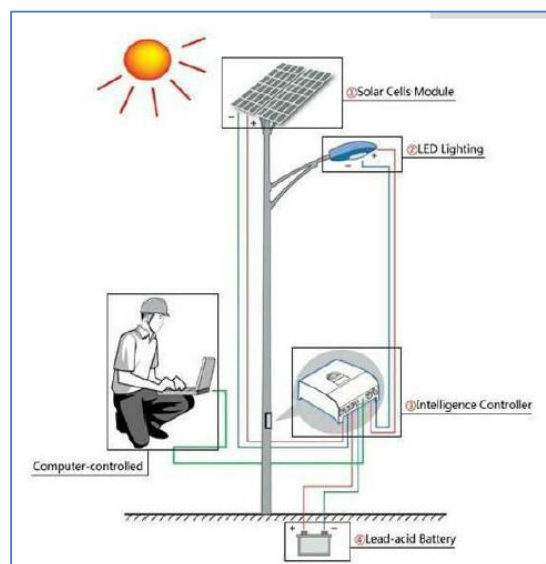 ①Solar Cells Module
- +
②LED Lighting
- +
③Intelligence Controller
Computer-controlled
+ -
④Lead-acid Battery